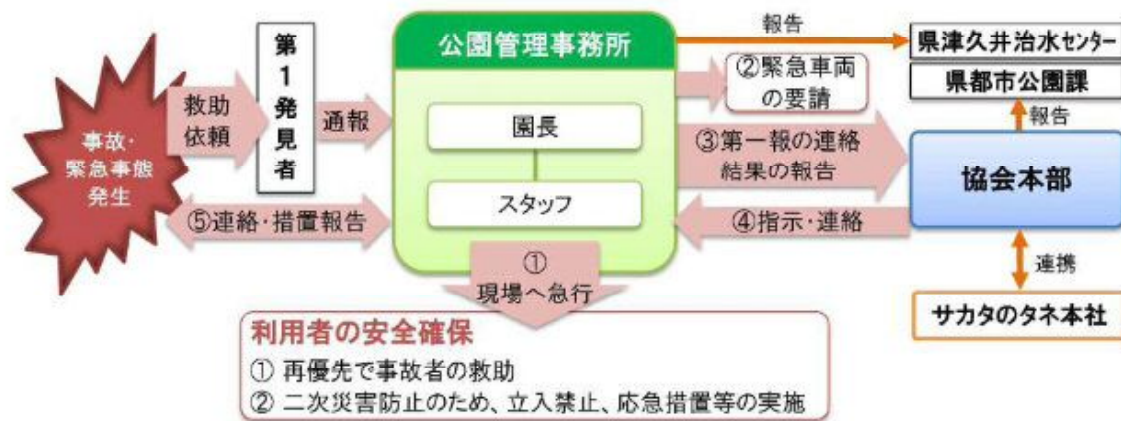 事故・
緊急事態
発生
救助
依頼
第1発見者
通報
⑤連絡・措置報告
公園管理事務所
園長
スタッフ
①
現場へ急行
報告
県津久井治水センター
県都市公園課
②緊急車両
の要請
報告
③第一報の連絡
結果の報告
協会本部
④指示・連絡
連携
サカタのタネ本社
利用者の安全確保
① 再優先で事故者の救助
② 二次災害防止のため、立入禁止、応急措置等の実施